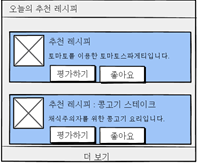 오늘의 추천 레시피
추천 레시피
토마토를 이용한 토마토스파게티입니다.
평가하기 좋아요
추천 레시피 : 콩고기 스테이크
채식주의자를 위한 콩고기 요리입니다.
평가하기 좋아요
더 보기